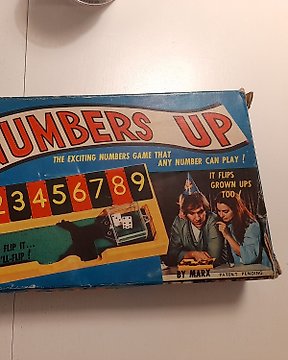 NUMBERS UP
THE EXCITING NUMBERS GAME THAT
ANY NUMBER CAN PLAY!
23456789
IT FLIPS
GROWN UPS
TOO!
FLIP IT...
BY MARX
PATENT PENDING